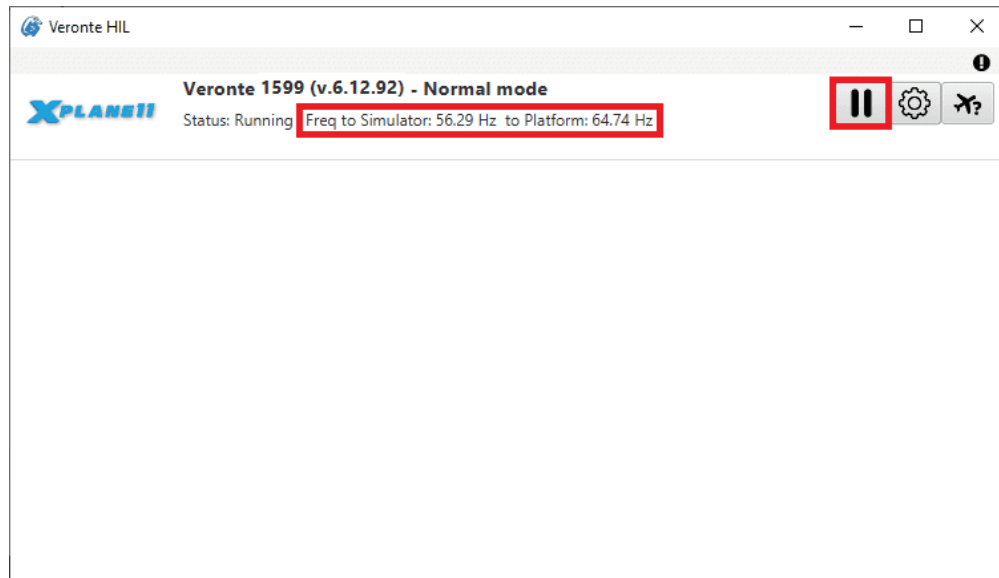 Veronte HIL
Veronte 1599 (v.6.12.92) - Normal mode
XPLANE11
Status: Running Freq to Simulator: 56.29 Hz to Platform: 64.74 Hz